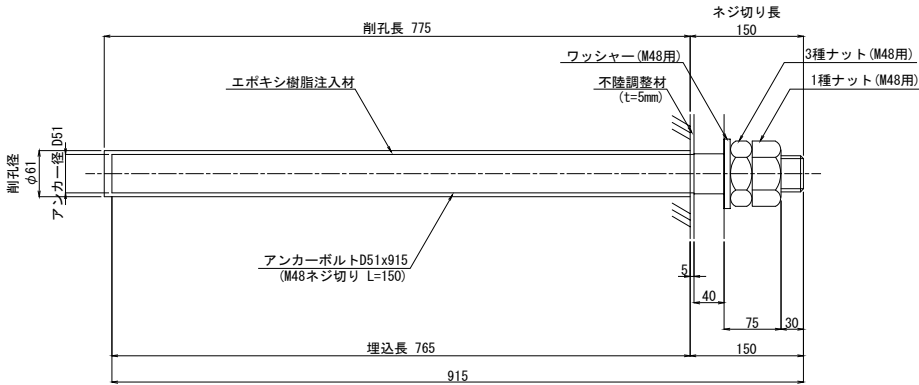 ネジ切り長
削孔長 775
150
ワッシャー(M48用)
3種ナット(M48用)
エポキシ樹脂注入材
不陸調整材
(t=5mm)
1種ナット(M48用)
削孔径
φ61
アンカー径 D51
アンカーボルトD51x915
(M48ネジ切り L=150)
5
40
75
30
埋込長 765
150
915